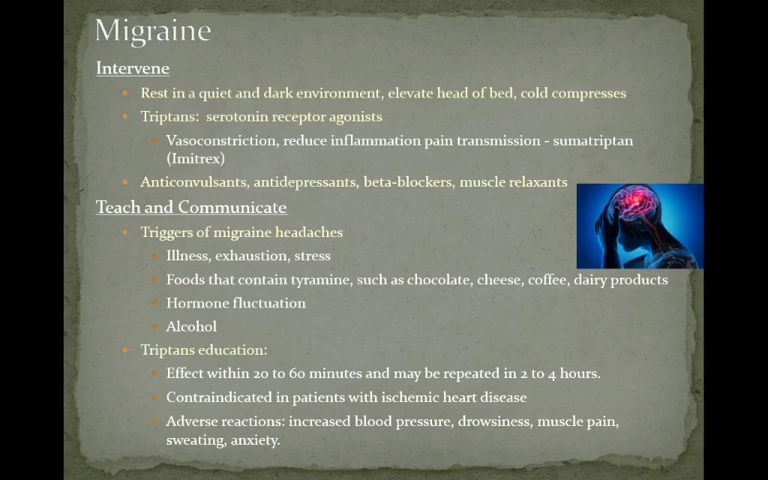 Migraine
Intervene
Rest in a quiet and dark environment, elevate head of bed, cold compresses
Triptans: serotonin receptor agonists
Vasoconstriction, reduce inflammation pain transmission - sumatriptan
(Imitrex)
Anticonvulsants, antidepressants, beta-blockers, muscle relaxants
Teach and Communicate
Triggers of migraine headaches
Illness, exhaustion, stress
Foods that contain tyramine, such as chocolate, cheese, coffee, dairy products
Hormone fluctuation
Alcohol
Triptans education:
Effect within 20 to 60 minutes and may be repeated in 2 to 4 hours.
Contraindicated in patients with ischemic heart disease
Adverse reactions: increased blood pressure, drowsiness, muscle pain,
sweating, anxiety.